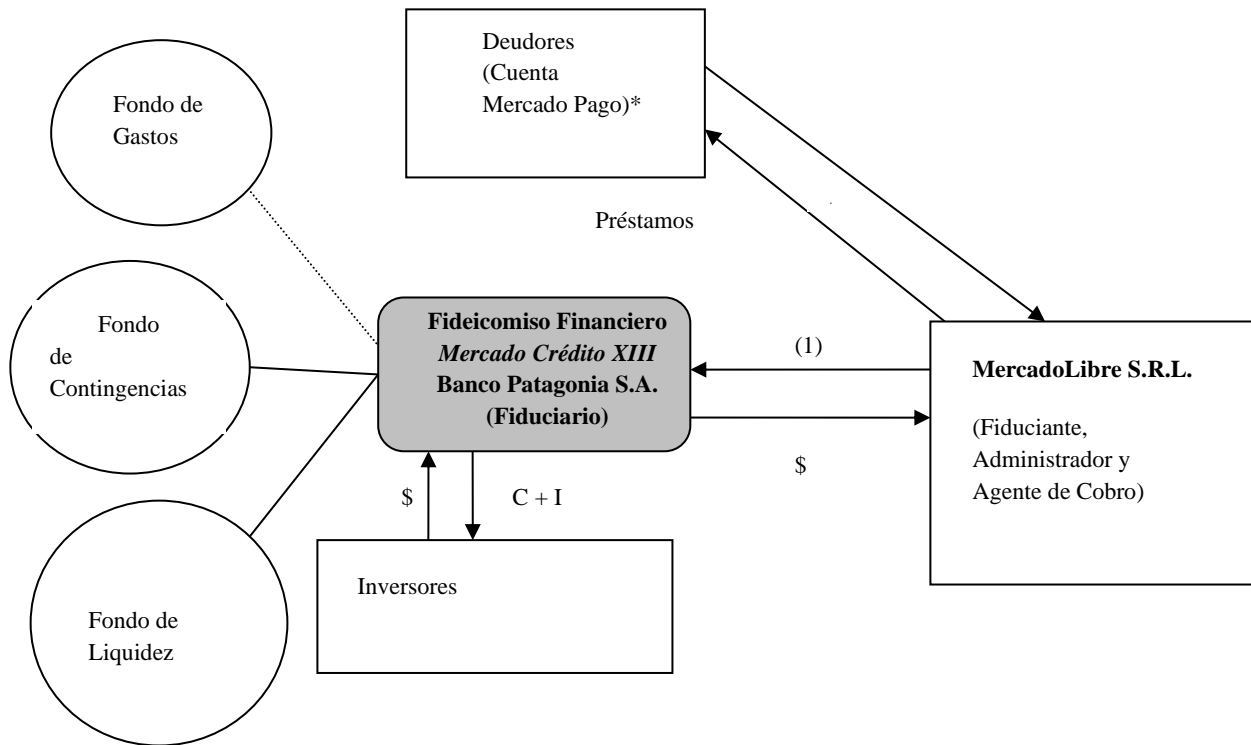 Deudores
(Cuenta
Mercado Pago)*
Fondo de
Gastos
Préstamos
Fondo
de
Contingencias
Fideicomiso Financiero
Mercado Crédito XIII
Banco Patagonia S.A.
(Fiduciario)
(1)
$
MercadoLibre S.R.L.
(Fiduciante,
Administrador y
Agente de Cobro)
$
C + I
Inversores
Fondo de
Liquidez